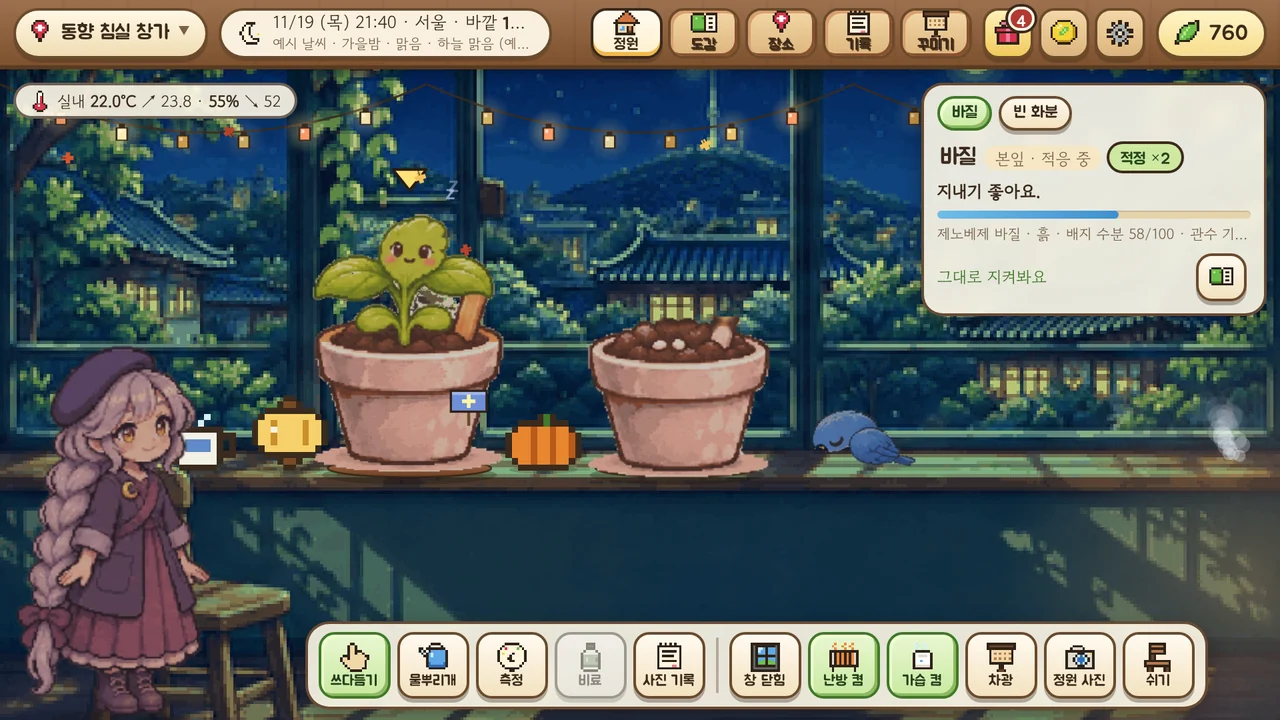 동향 침실 창가 ▼
11/19 (목) 21:40 · 서울 · 바깥 1...
예시 날씨 · 가을밤 · 맑음 · 하늘 맑음 (예...
정원
도감
장소
기록
꾸미기
4
760
실내 22.0°C ↗ 23.8 · 55% ↘ 52
바질
빈 화분
바질
본잎 · 적응 중
적정 ×2
지내기 좋아요.
제노베제 바질 · 흙 · 배지 수분 58/100 · 관수 기...
그대로 지켜봐요
z
쓰다듬기
물뿌리개
측정
비료
사진 기록
창 닫힘
난방 켬
가습 켬
차광
정원 사진
쉬기